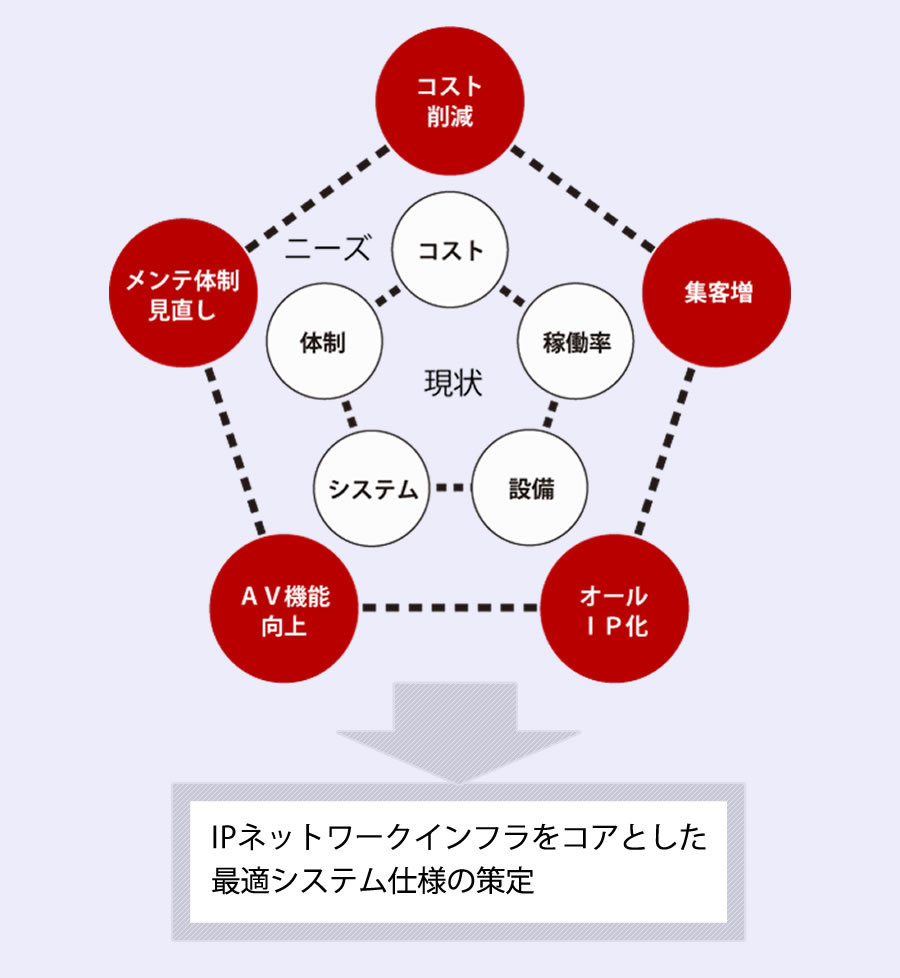 コスト
削減
ニーズ
コスト
メンテ体制
見直し
集客増
体制
稼働率
現状
システム
設備
ＡＶ機能
向上
オール
ＩＰ化
IPネットワークインフラをコアとした
最適システム仕様の策定